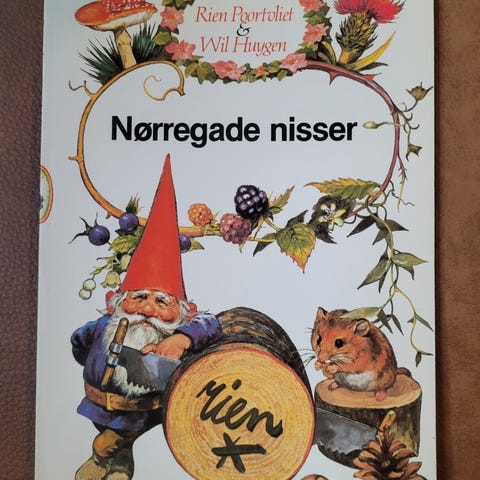 Rien Poortvliet
&
Wil Huygen
Nørregade nisser
rien